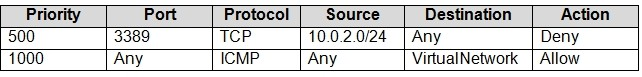 Priority Port Protocol Source Destination Action
500 3389 TCP 10.0.2.0/24 Any Deny
1000 Any ICMP Any VirtualNetwork Allow